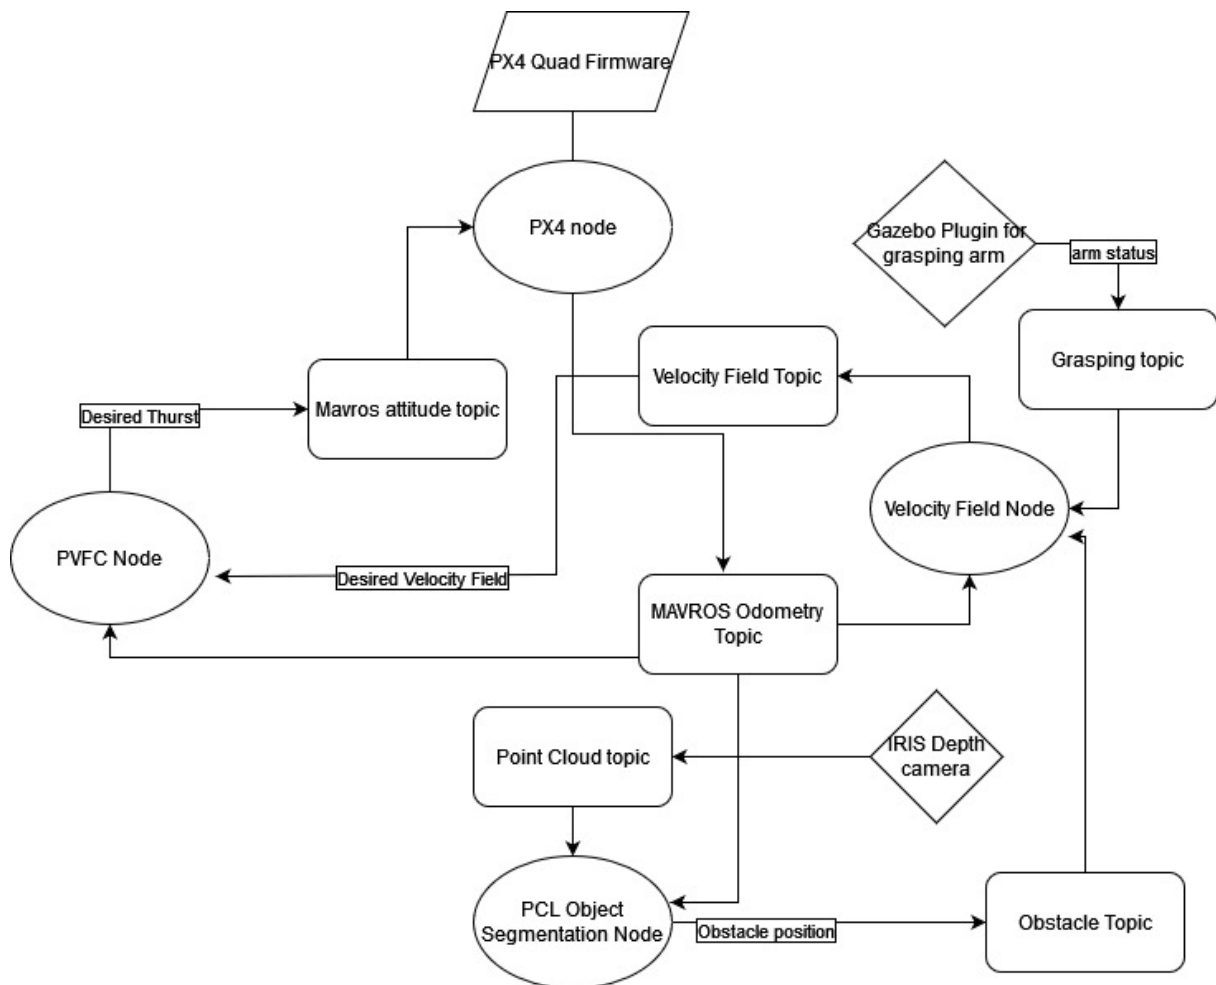 PX4 Quad Firmware
PX4 node
Gazebo Plugin for
grasping arm
arm status
Grasping topic
Velocity Field Topic
Mavros attitude topic
Desired Thurst
Velocity Field Node
PVFC Node
Desired Velocity Field
MAVROS Odometry
Topic
Point Cloud topic
IRIS Depth
camera
PCL Object
Segmentation Node
Obstacle position
Obstacle Topic